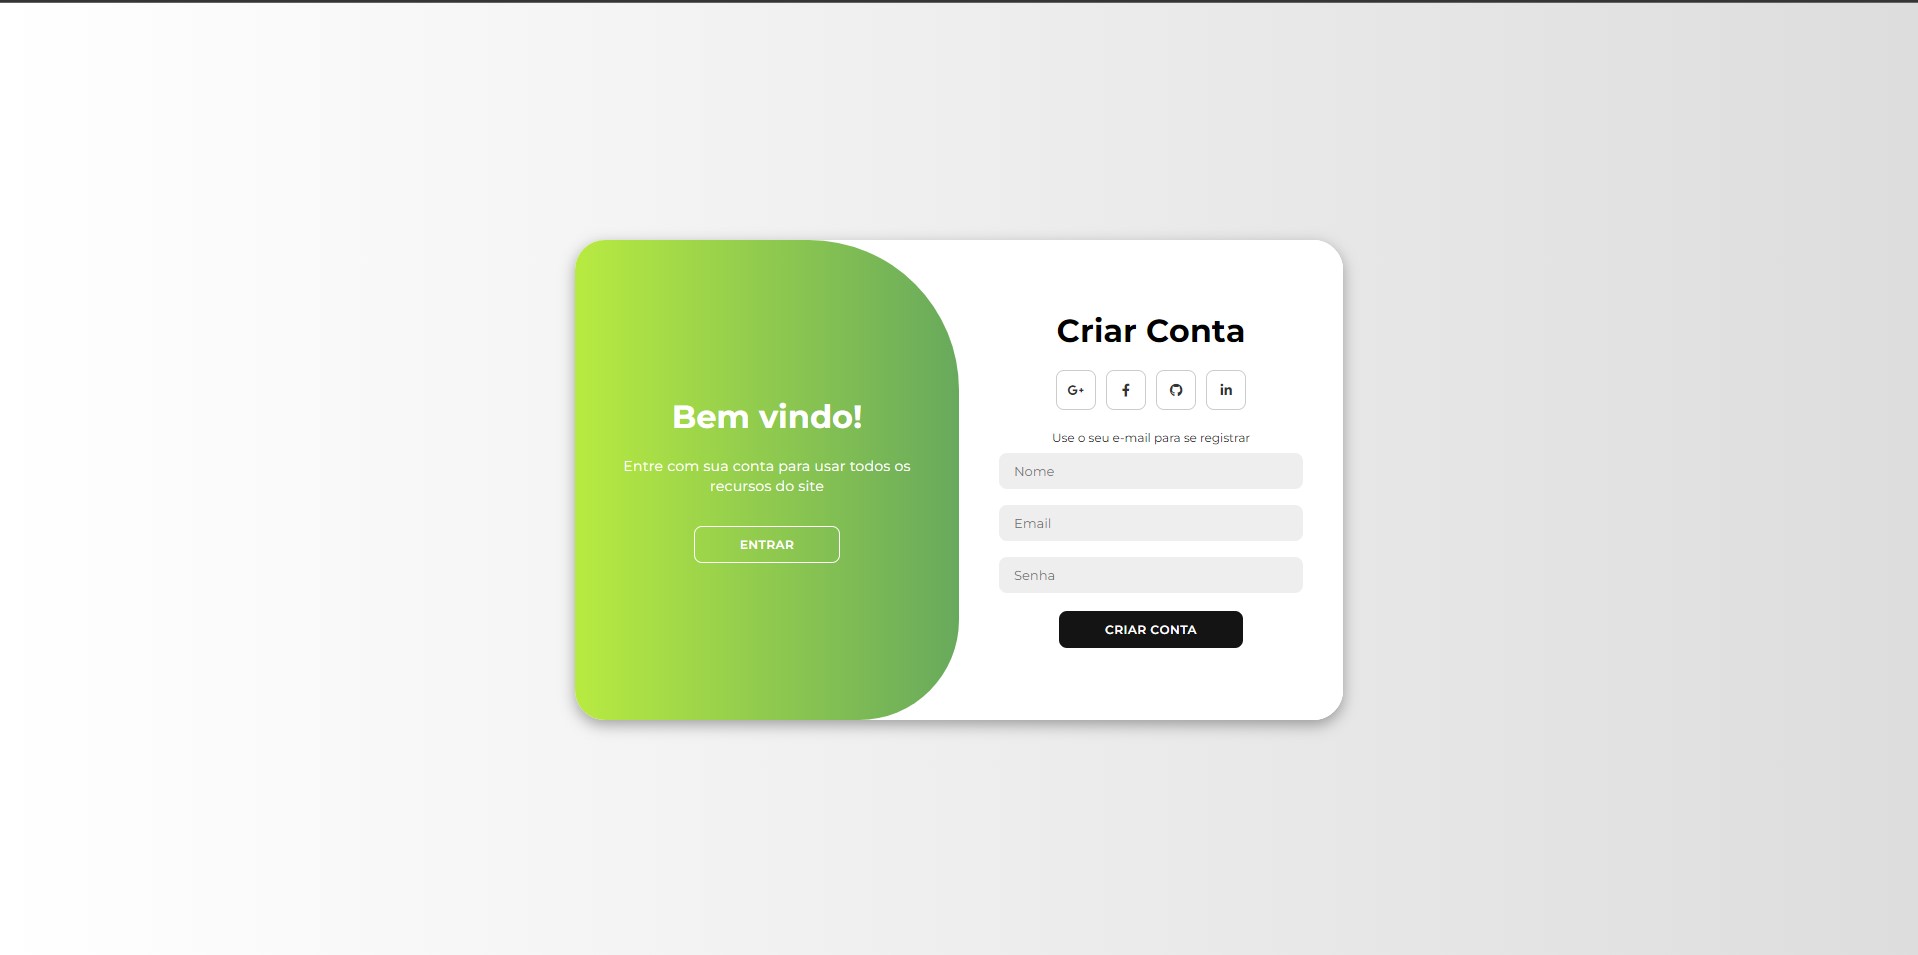 Bem vindo!
Entre com sua conta para usar todos os
recursos do site
ENTRAR
Criar Conta
G+
f
in
Use o seu e-mail para se registrar
Nome
Email
Senha
CRIAR CONTA